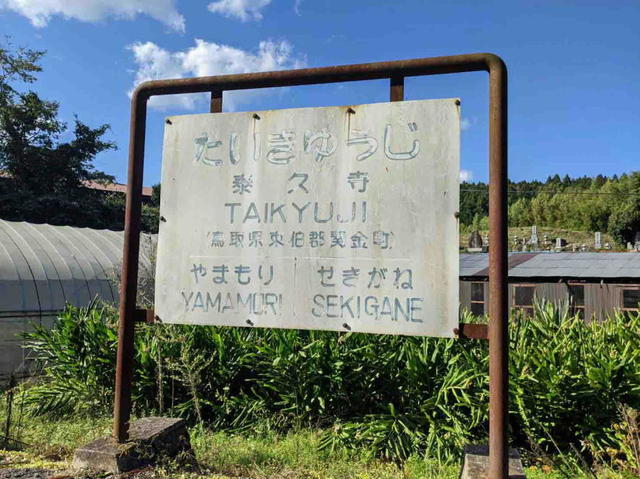 たいきゅうじ
泰久寺
TAIKYUJI
(鳥取県東伯郡関金町)
やまもり せきがね
YAMAMORI SEKIGANE